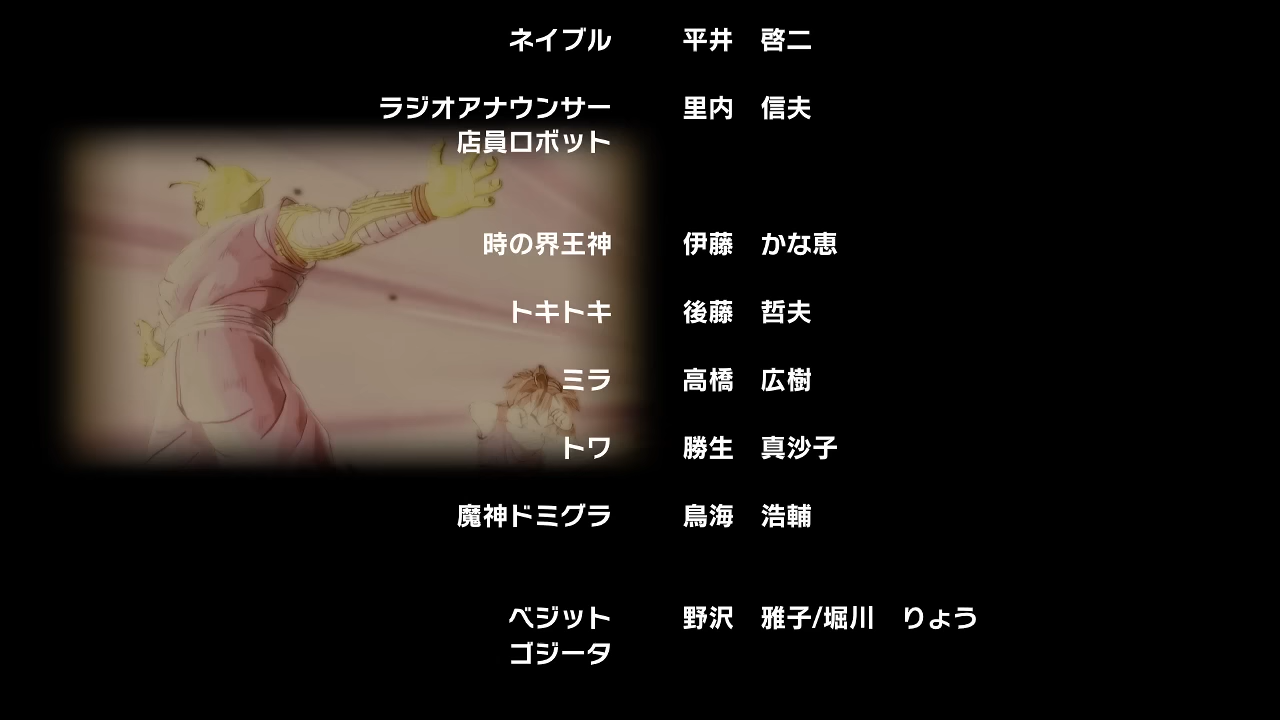 ネイブル　平井　啓二
ラジオアナウンサー　里内　信夫
店員ロボット
時の界王神　伊藤　かな恵
トキトキ　後藤　哲夫
ミラ　高橋　広樹
トワ　勝生　真沙子
魔神ドミグラ　鳥海　浩輔
ベジット　野沢　雅子/堀川　りょう
ゴジータ